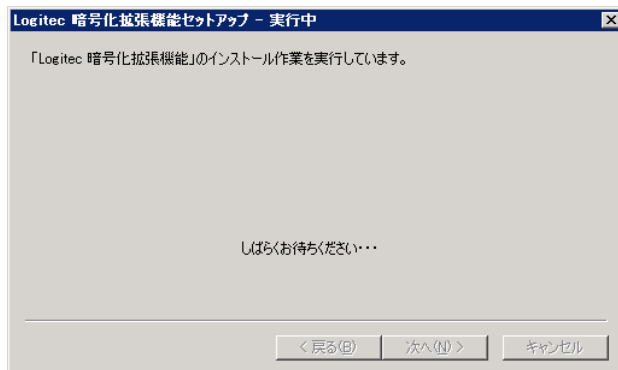 Logitec 暗号化拡張機能セットアップ - 実行中
「Logitec 暗号化拡張機能」のインストール作業を実行しています。
しばらくお待ちください・・・
< 戻る(B) 次へ(N) > キャンセル